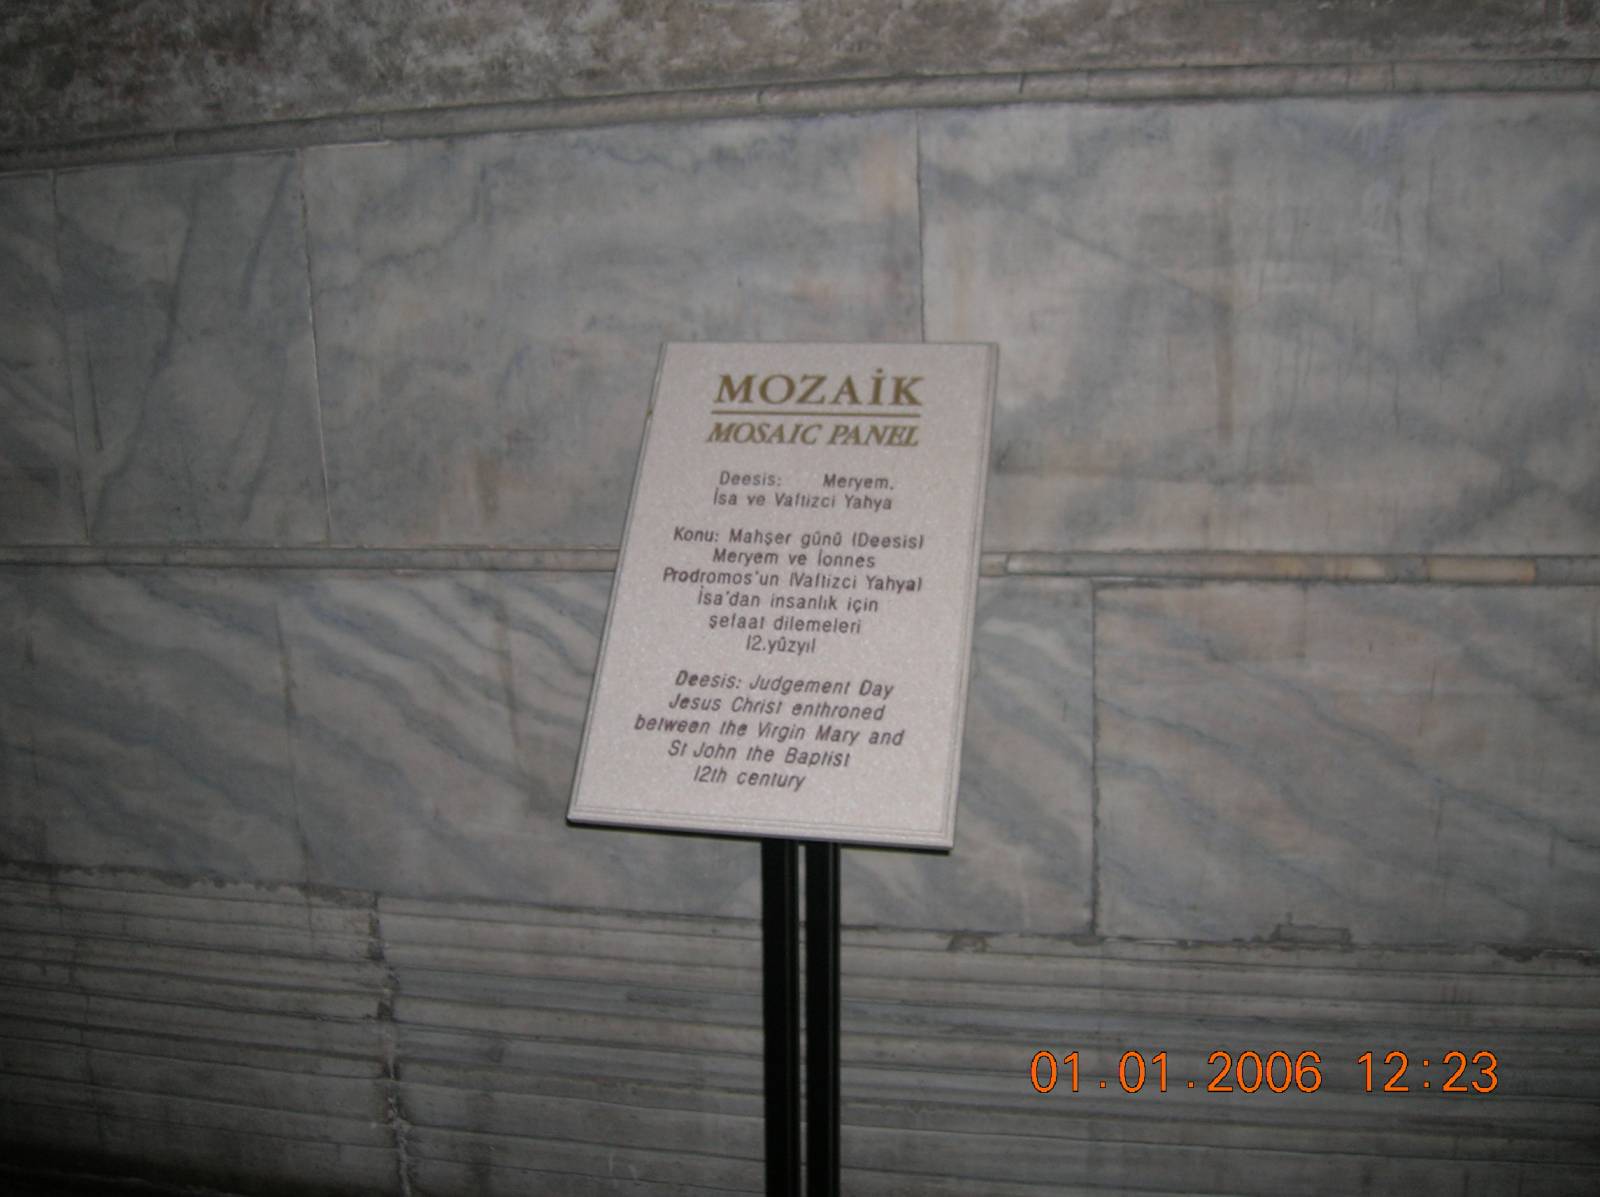 MOZAİK
MOSAIC PANEL
Deesis: Meryem,
İsa ve Vaftizci Yahya
Konu: Mahşer günü (Deesis)
Meryem ve İonnes
Prodromos'un (Vaftizci Yahya)
İsa'dan insanlık için
şefaat dilemeleri
12.yüzyıl
Deesis: Judgement Day
Jesus Christ enthroned
between the Virgin Mary and
St John the Baptist
12th century
01.01.2006 12:23